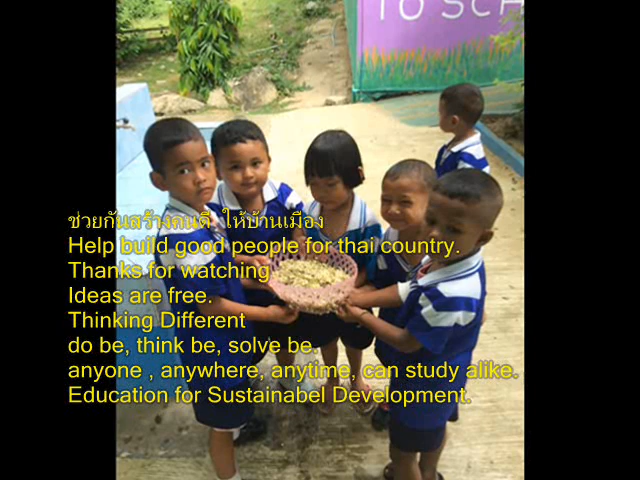 TO SCH
ช่วยกันสร้างคนดี ให้บ้านเมือง
Help build good people for thai country.
Thanks for watching
Ideas are free.
Thinking Different
do be, think be, solve be.
anyone , anywhere, anytime, can study alike.
Education for Sustainabel Development.